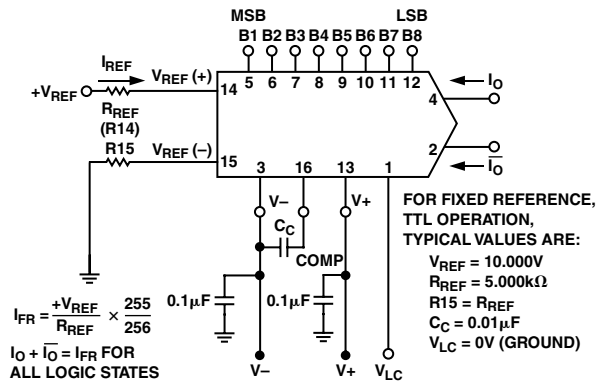 MSB LSB
B1 B2 B3 B4 B5 B6 B7 B8
5 6 7 8 9 10 11 12
I_REF
+V_REF
V_REF (+)
14
R_REF
(R14)
R15
V_REF (–)
15
4
I_O
2
\overline{I_O}
3 16 13 1
V–
C_C
COMP
V+
0.1µF
0.1µF
V–
V+
V_LC
FOR FIXED REFERENCE,
TTL OPERATION,
TYPICAL VALUES ARE:
V_REF = 10.000V
R_REF = 5.000kΩ
R15 = R_REF
C_C = 0.01µF
V_LC = 0V (GROUND)
I_FR = +V_REF / R_REF × 255 / 256
I_O + \overline{I_O} = I_FR FOR
ALL LOGIC STATES